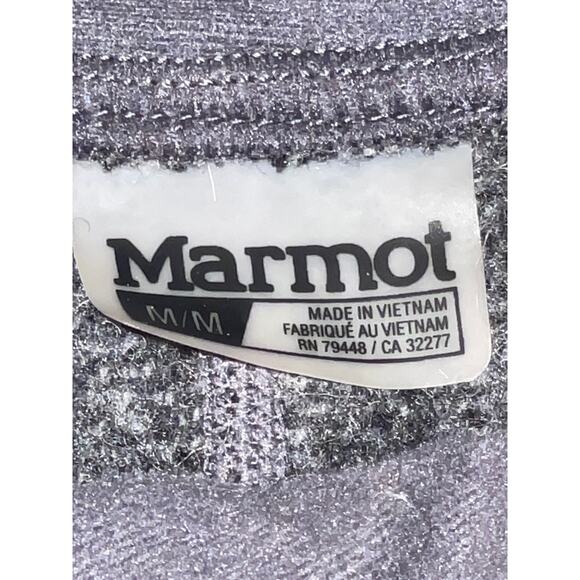 Marmot
M/M
MADE IN VIETNAM
FABRIQUÉ AU VIETNAM
RN 79448 / CA 32277